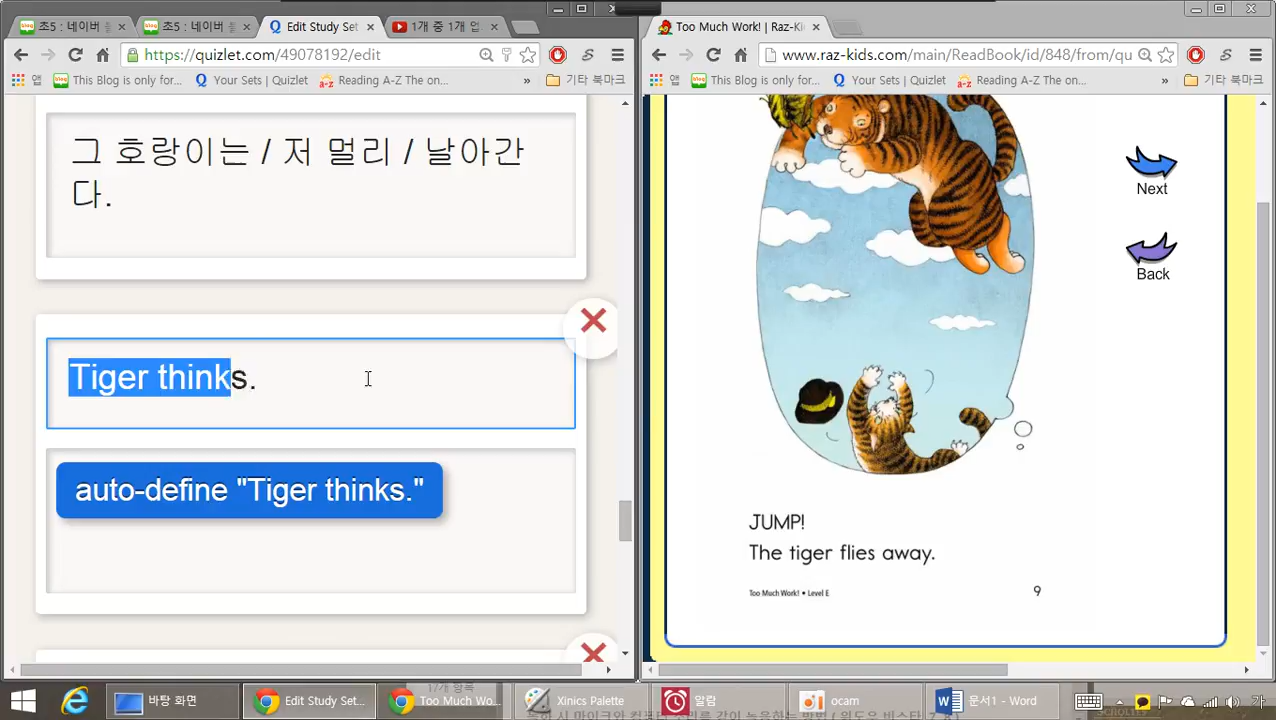 초5 : 네이버 블
초5 : 네이버 블
Edit Study Set
1개 중 1개 업
Too Much Work! | Raz-Ki
https://quizlet.com/49078192/edit
www.raz-kids.com/main/ReadBook/id/848/from/qu
앱 This Blog is only for... Your Sets | Quizlet Reading A-Z The on... » 기타 북마크
앱 This Blog is only for... Your Sets | Quizlet Reading A-Z The on... » 기타 북마크
그 호랑이는 / 저 멀리 / 날아간
다.
Tiger thinks.
auto-define "Tiger thinks."
Next
Back
JUMP!
The tiger flies away.
Too Much Work! • Level E
9
바탕 화면
Edit Study Set...
Too Much Wo...
Xinics Palette
알람
ocam
문서1 - Word
가